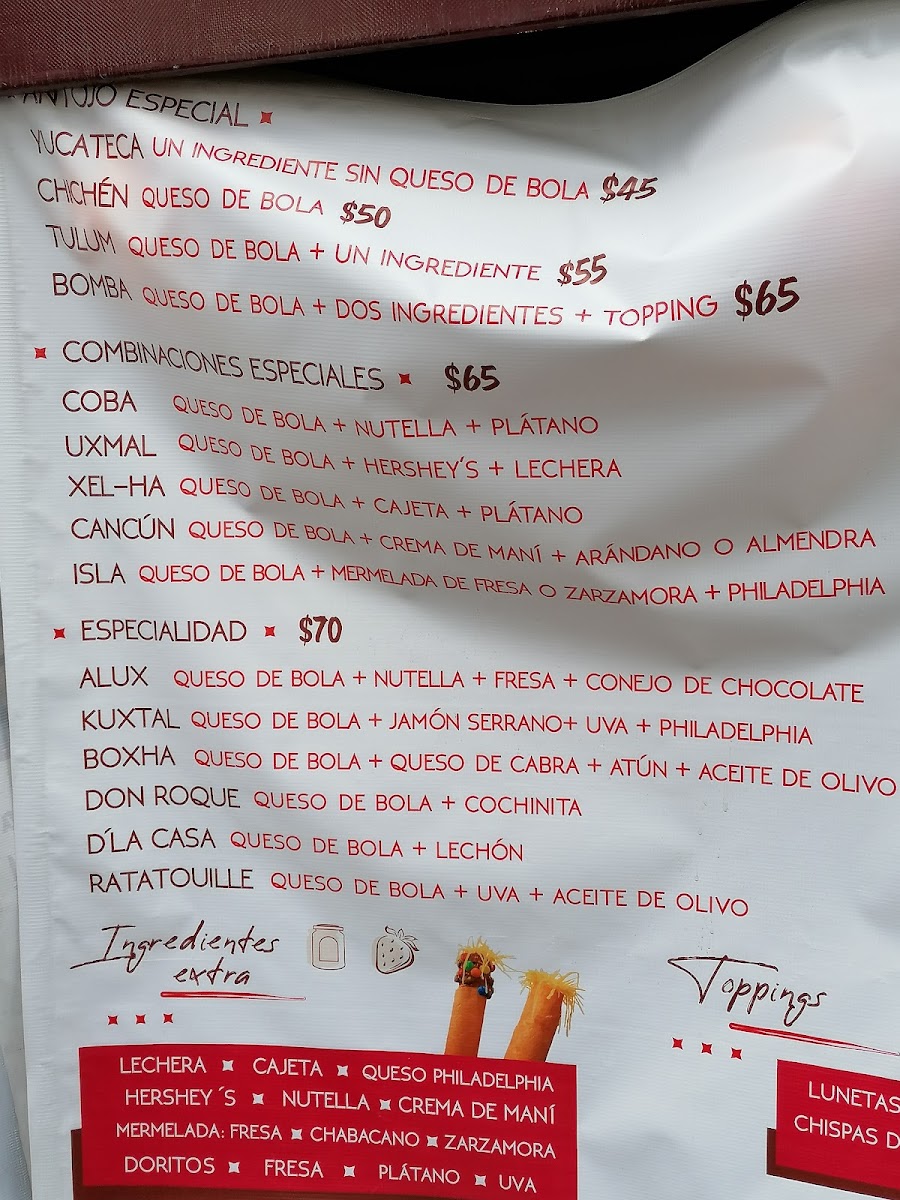 ANTOJO ESPECIAL
YUCATECA UN INGREDIENTE SIN QUESO DE BOLA $45
CHICHÉN QUESO DE BOLA $50
TULUM QUESO DE BOLA + UN INGREDIENTE $55
BOMBA QUESO DE BOLA + DOS INGREDIENTES + TOPPING $65
COMBINACIONES ESPECIALES $65
COBA QUESO DE BOLA + NUTELLA + PLÁTANO
UXMAL QUESO DE BOLA + HERSHEY'S + LECHERA
XEL-HA QUESO DE BOLA + CAJETA + PLÁTANO
CANCÚN QUESO DE BOLA + CREMA DE MANÍ + ARÁNDANO O ALMENDRA
ISLA QUESO DE BOLA + MERMELADA DE FRESA O ZARZAMORA + PHILADELPHIA
ESPECIALIDAD $70
ALUX QUESO DE BOLA + NUTELLA + FRESA + CONEJO DE CHOCOLATE
KUXTAL QUESO DE BOLA + JAMÓN SERRANO+ UVA + PHILADELPHIA
BOXHA QUESO DE BOLA + QUESO DE CABRA + ATÚN + ACEITE DE OLIVO
DON ROQUE QUESO DE BOLA + COCHINITA
D'LA CASA QUESO DE BOLA + LECHÓN
RATATOUILLE QUESO DE BOLA + UVA + ACEITE DE OLIVO
Ingredientes
extra
LECHERA CAJETA QUESO PHILADELPHIA
HERSHEY´S NUTELLA CREMA DE MANÍ
MERMELADA: FRESA CHABACANO ZARZAMORA
DORITOS FRESA PLÁTANO UVA
Toppings
LUNETAS
CHISPAS D